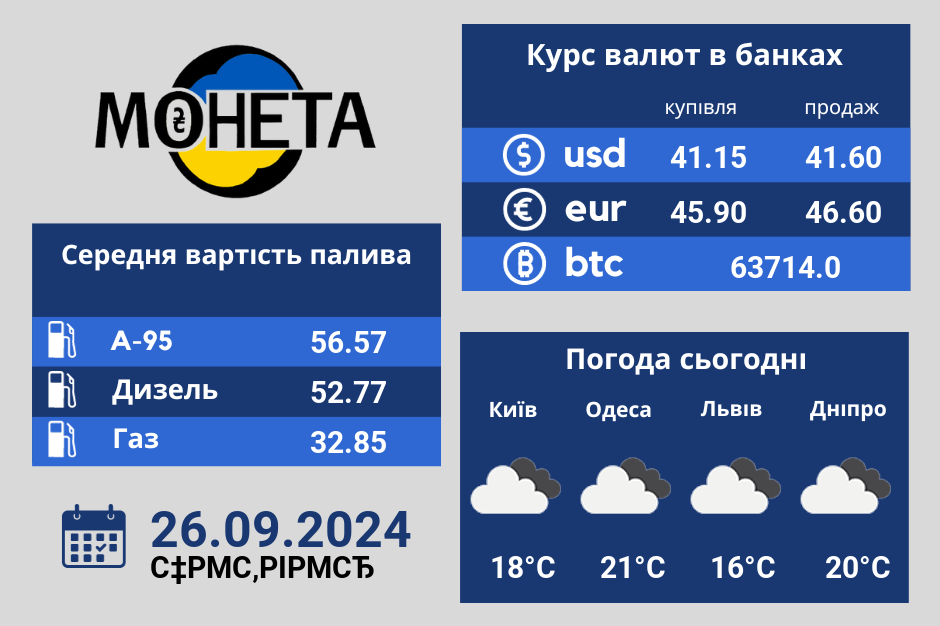 МОНЕТА
Курс валют в банках
купівля продаж
usd 41.15 41.60
eur 45.90 46.60
btc 63714.0
Середня вартість палива
А-95 56.57
Дизель 52.77
Газ 32.85
26.09.2024
С‡РМС‚РІРМСЂ
Погода сьогодні
Київ Одеса Львів Дніпро
18°C 21°C 16°C 20°C